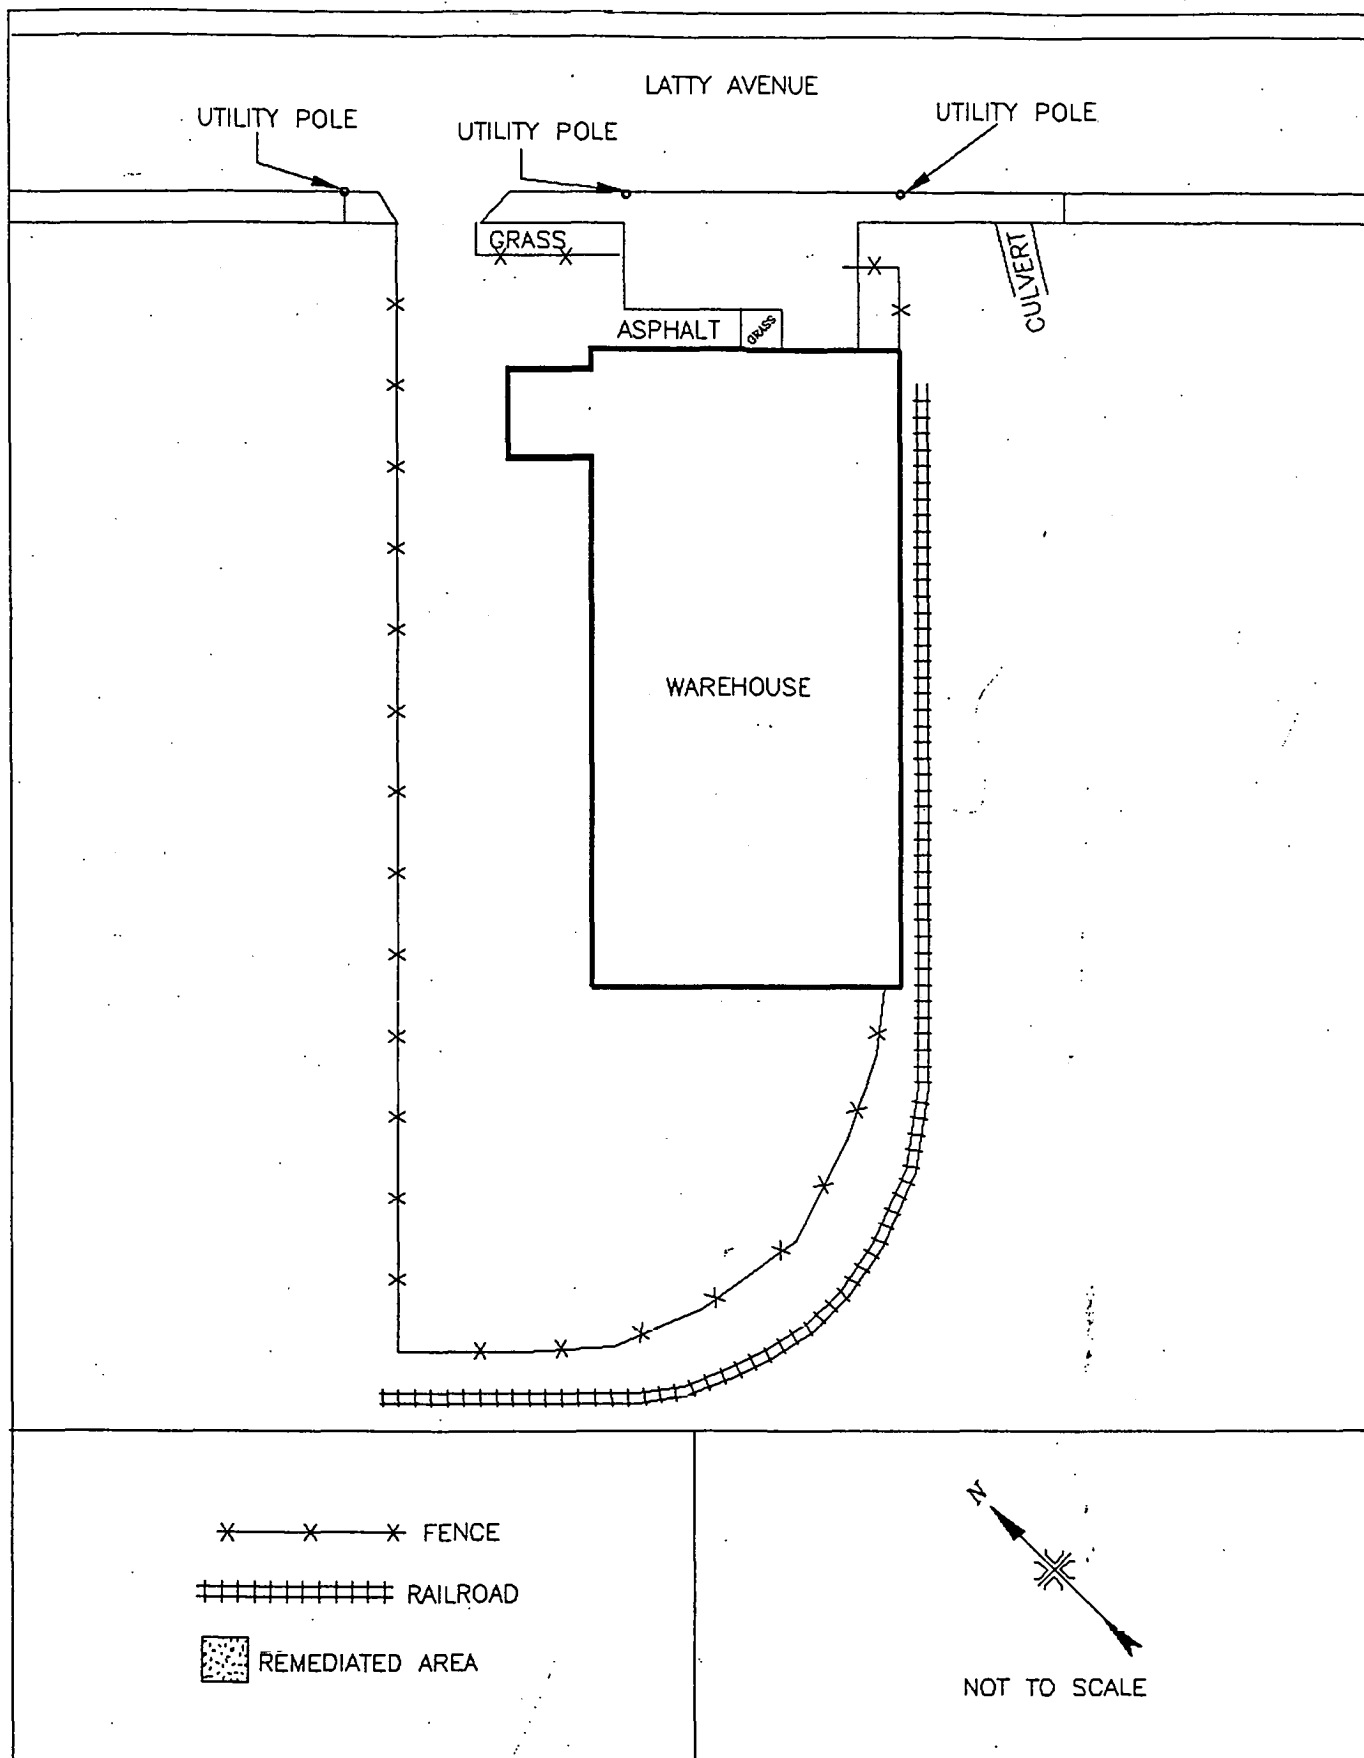 LATTY AVENUE
UTILITY POLE
UTILITY POLE
UTILITY POLE
GRASS
CULVERT
ASPHALT
GRASS
WAREHOUSE
FENCE
RAILROAD
REMEDIATED AREA
N
NOT TO SCALE